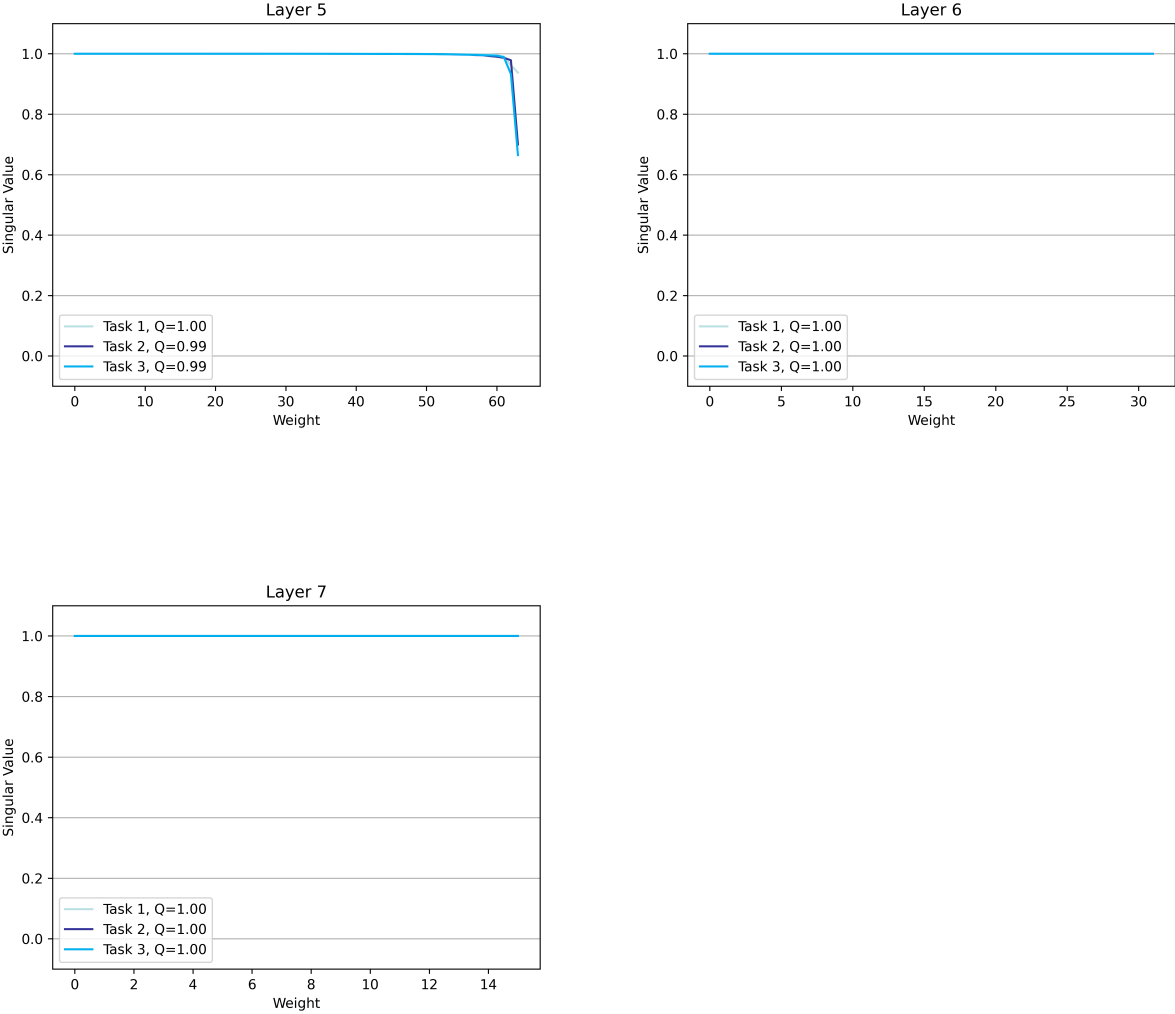 Layer 5
Singular Value
1.0
0.8
0.6
0.4
0.2
0.0
Task 1, Q=1.00
Task 2, Q=0.99
Task 3, Q=0.99
0 10 20 30 40 50 60
Weight
Layer 6
Singular Value
1.0
0.8
0.6
0.4
0.2
0.0
Task 1, Q=1.00
Task 2, Q=1.00
Task 3, Q=1.00
0 5 10 15 20 25 30
Weight
Layer 7
Singular Value
1.0
0.8
0.6
0.4
0.2
0.0
Task 1, Q=1.00
Task 2, Q=1.00
Task 3, Q=1.00
0 2 4 6 8 10 12 14
Weight